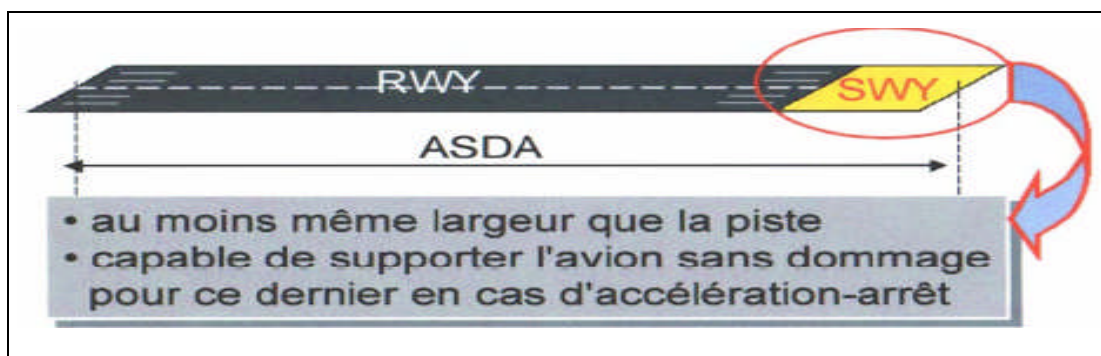 RWY
SWY
ASDA
• au moins même largeur que la piste
• capable de supporter l'avion sans dommage
pour ce dernier en cas d'accélération-arrêt